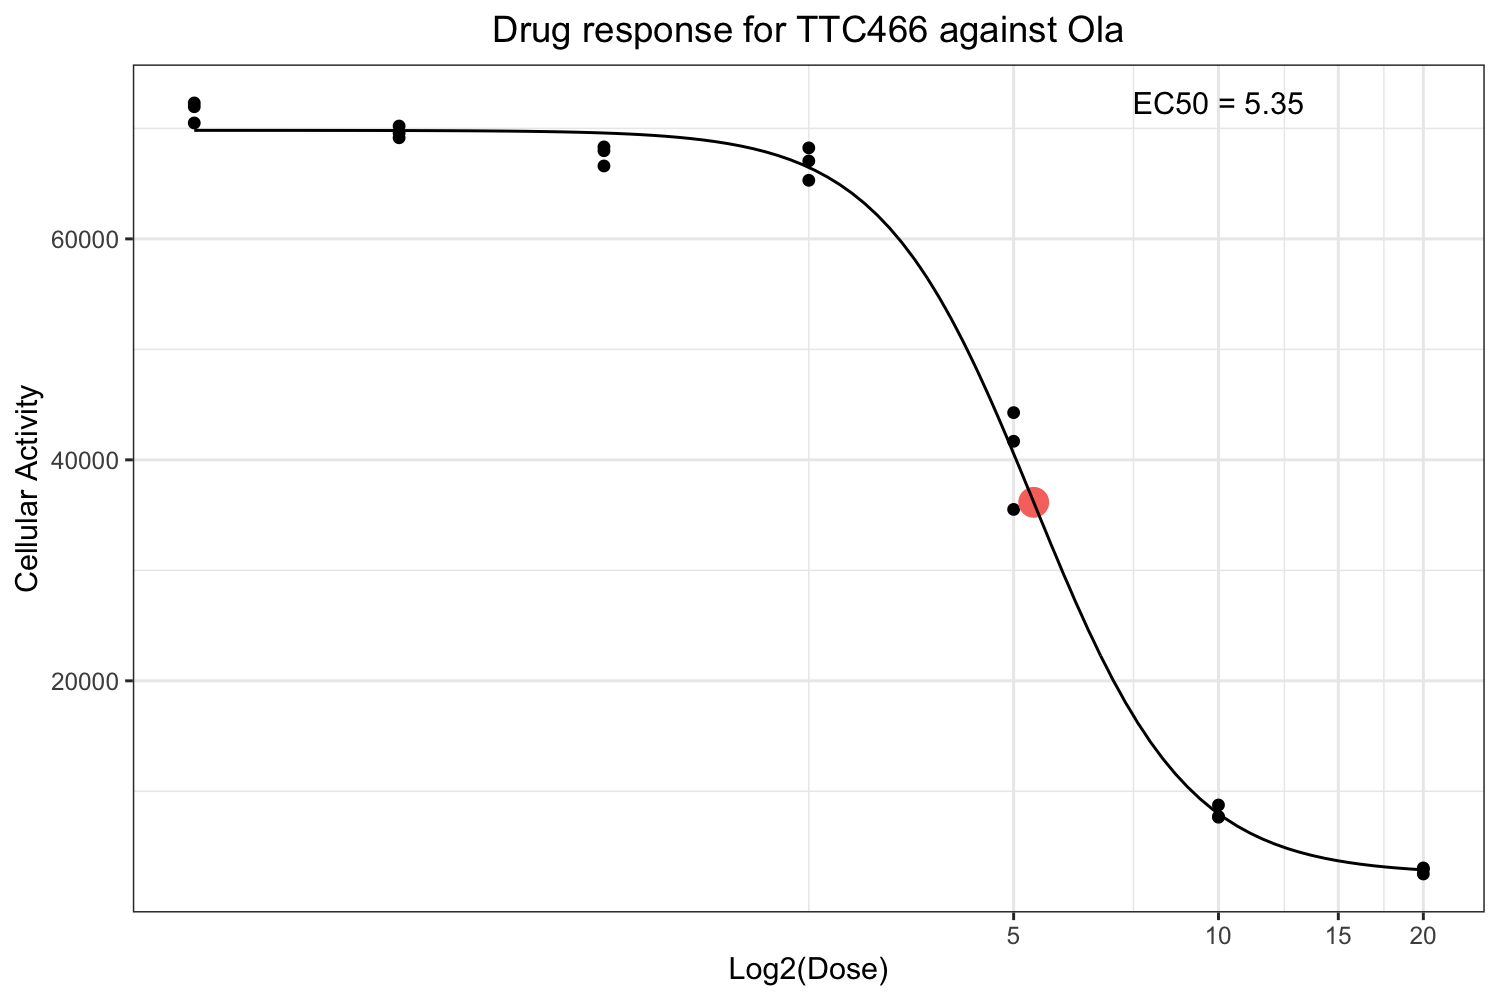 Drug response for TTC466 against Ola
EC50 = 5.35
60000
40000
20000
Cellular Activity
5 10 15 20
Log2(Dose)